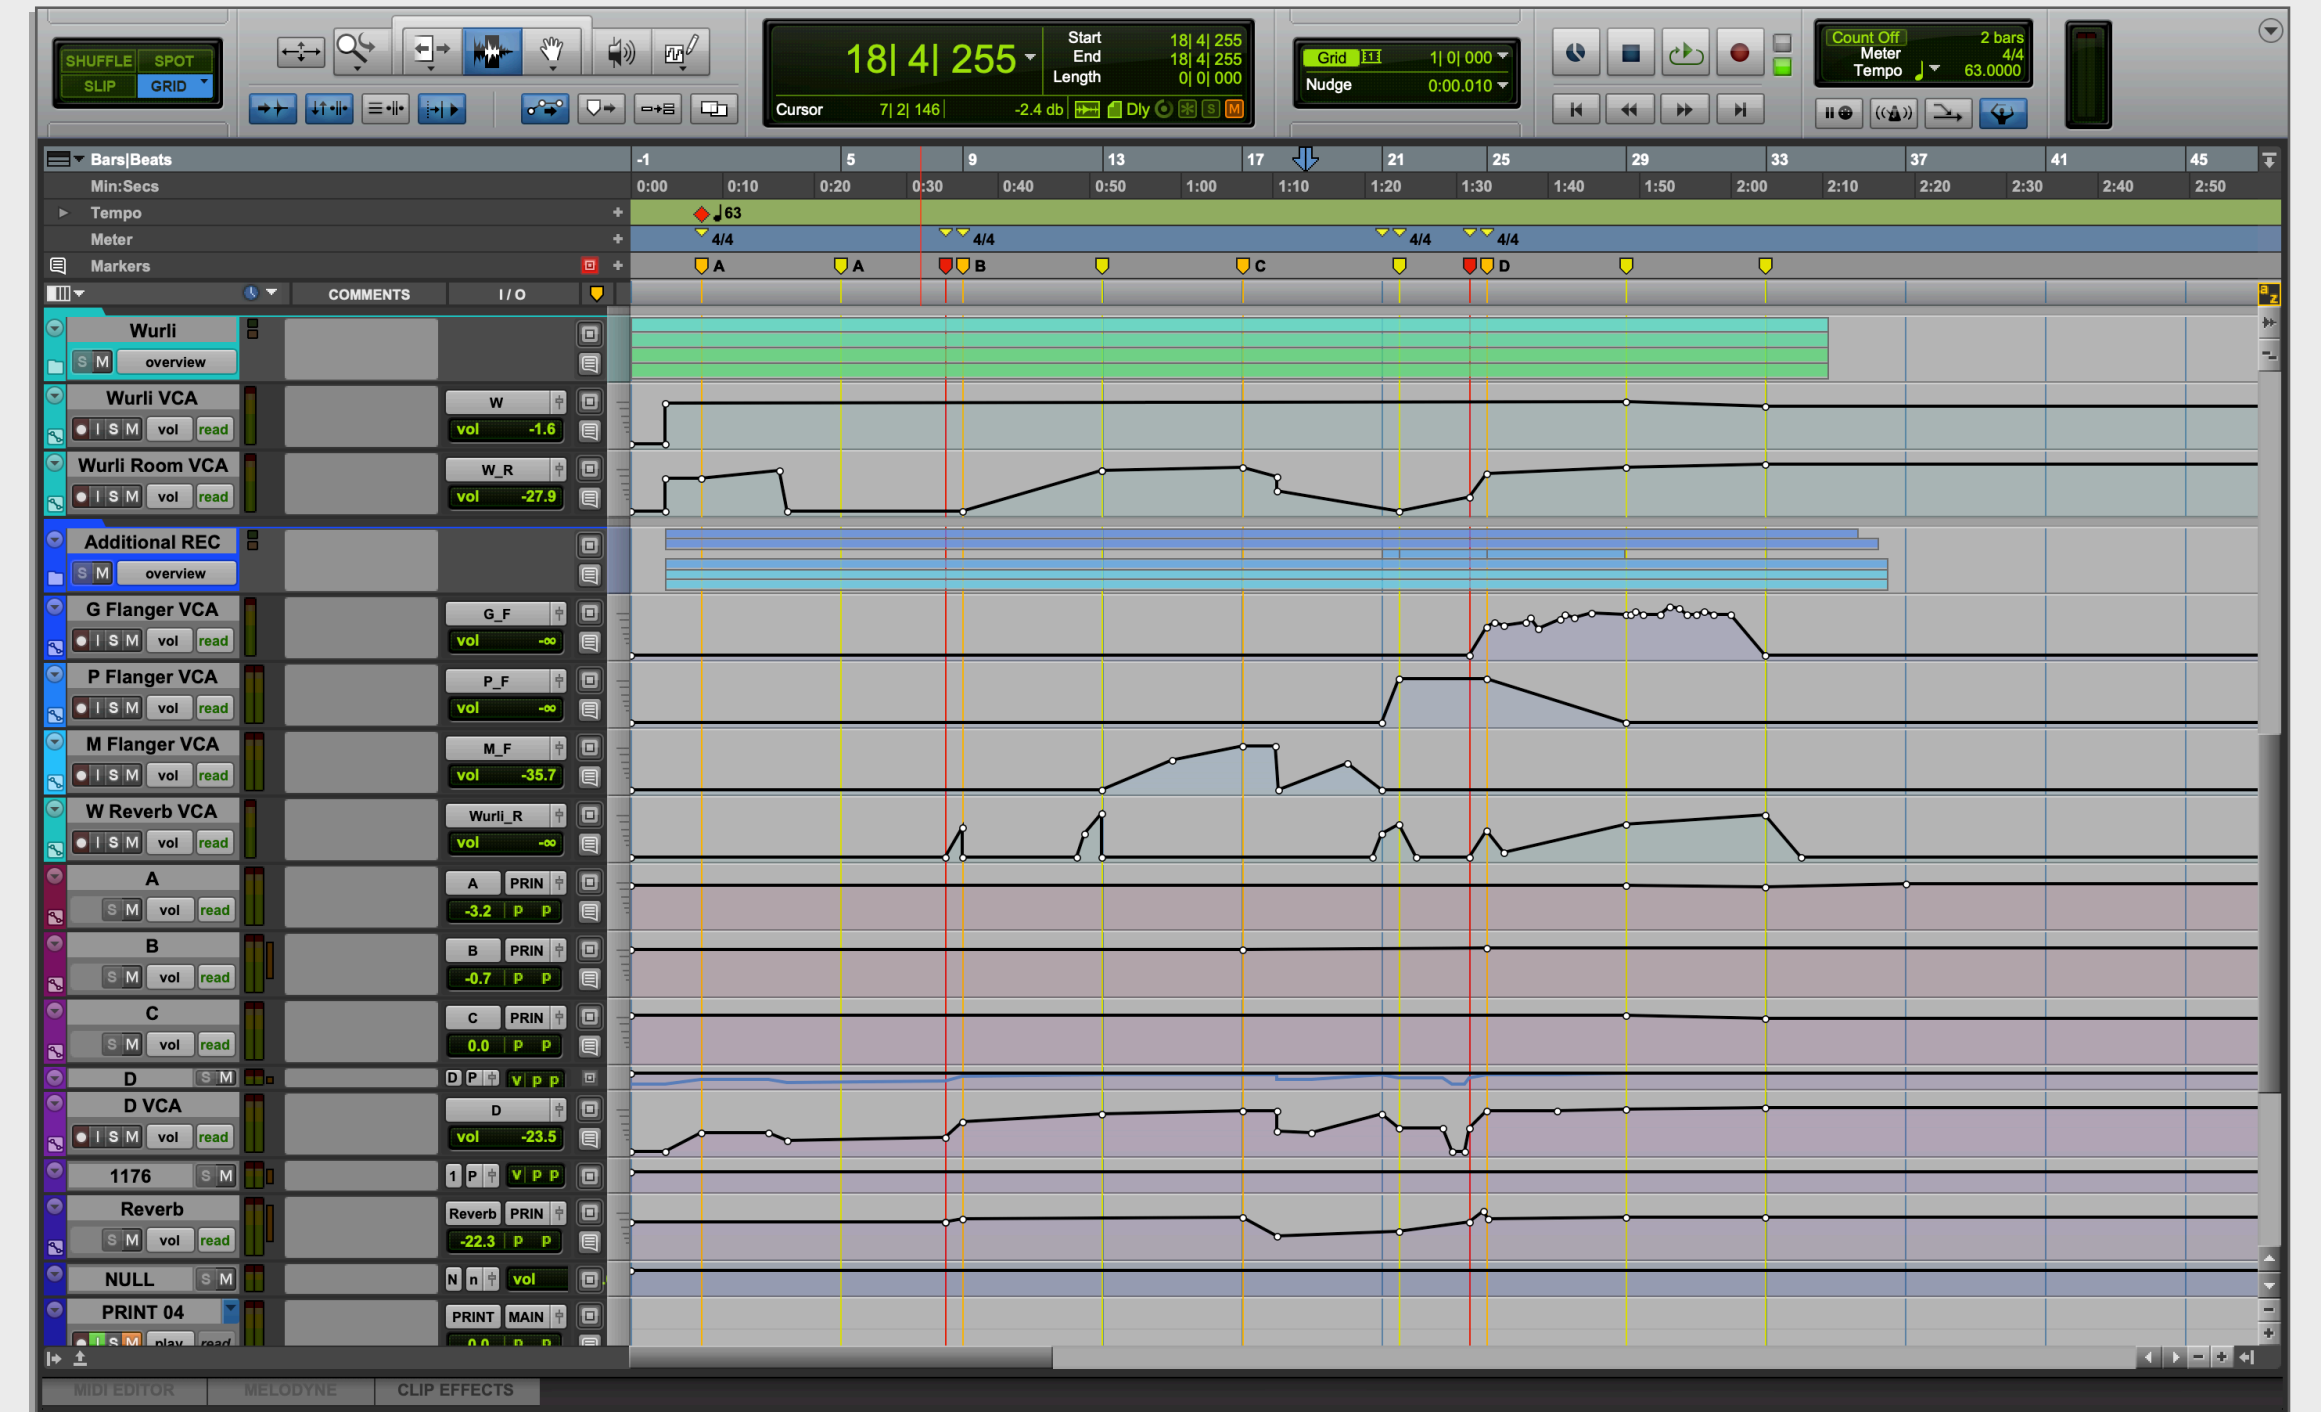 SHUFFLE SPOT
SLIP GRID
18| 4| 255
Start 18| 4| 255
End 18| 4| 255
Length 0| 0| 000
Cursor 7| 2| 146 -2.4 db Dly S M
Grid 1| 0| 000
Nudge 0:00.010
Count Off 2 bars
Meter 4/4
Tempo 63.0000
Bars|Beats -1 5 9 13 17 21 25 29 33 37 41 45
Min:Secs 0:00 0:10 0:20 0:30 0:40 0:50 1:00 1:10 1:20 1:30 1:40 1:50 2:00 2:10 2:20 2:30 2:40 2:50
Tempo + 63
Meter + 4/4 4/4 4/4 4/4
Markers + A A B C D
COMMENTS I / O a z
Wurli
S M overview
Wurli VCA W
I S M vol read vol -1.6
Wurli Room VCA W_R
I S M vol read vol -27.9
Additional REC
S M overview
G Flanger VCA G_F
I S M vol read vol -∞
P Flanger VCA P_F
I S M vol read vol -∞
M Flanger VCA M_F
I S M vol read vol -35.7
W Reverb VCA Wurli_R
I S M vol read vol -∞
A A PRIN
S M vol read -3.2 p p
B B PRIN
S M vol read -0.7 p p
C C PRIN
S M vol read 0.0 p p
D S M D P v p p
D VCA D
I S M vol read vol -23.5
1176 S M 1 P v p p
Reverb Reverb PRIN
S M vol read -22.3 p p
NULL S M N n vol
PRINT 04 PRINT MAIN
I S M play read 0.0 p p
MIDI EDITOR MELODYNE CLIP EFFECTS